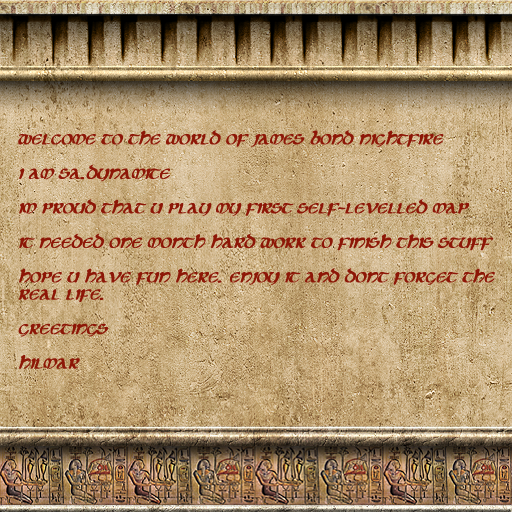 WELCOME TO THE WORLD OF JAMES BOND NIGHTFIRE
I AM SA.DYNAMITE
IM PROUD THAT U PLAY MY FIRST SELF-LEVELLED MAP
IT NEEDED ONE MONTH HARD WORK TO FINISH THIS STUFF
HOPE U HAVE FUN HERE. ENJOY IT AND DONT FORGET THE
REAL LIFE.
GREETINGS
HILMAR